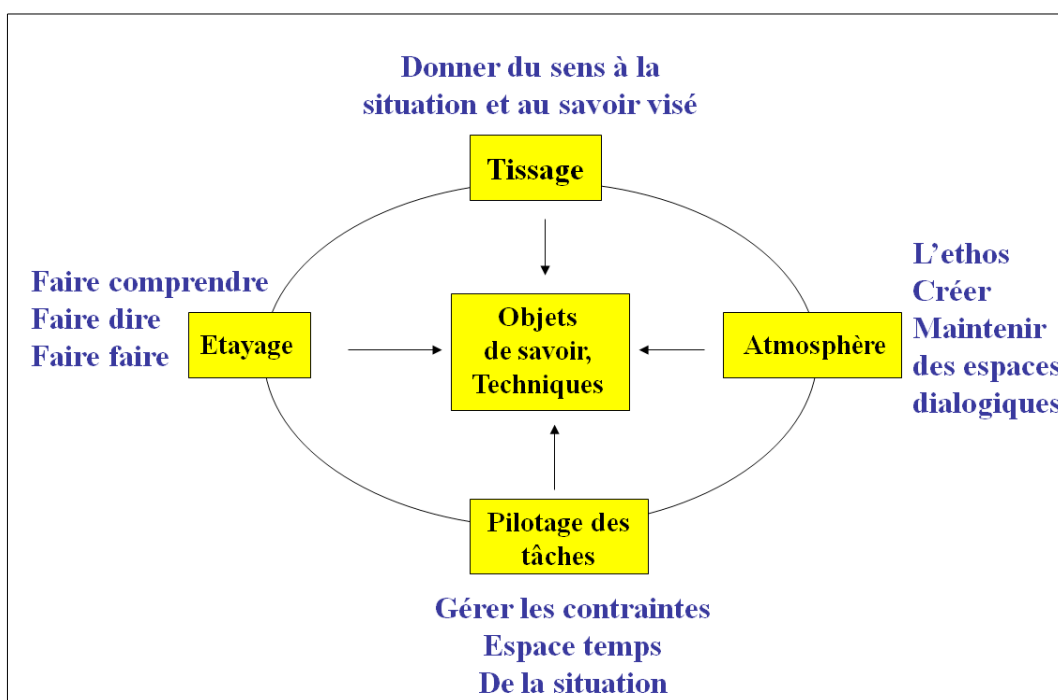 Donner du sens à la
situation et au savoir visé
Tissage
Faire comprendre
Faire dire
Faire faire
Etayage
Objets
de savoir,
Techniques
Atmosphère
L’ethos
Créer
Maintenir
des espaces
dialogiques
Pilotage des
tâches
Gérer les contraintes
Espace temps
De la situation